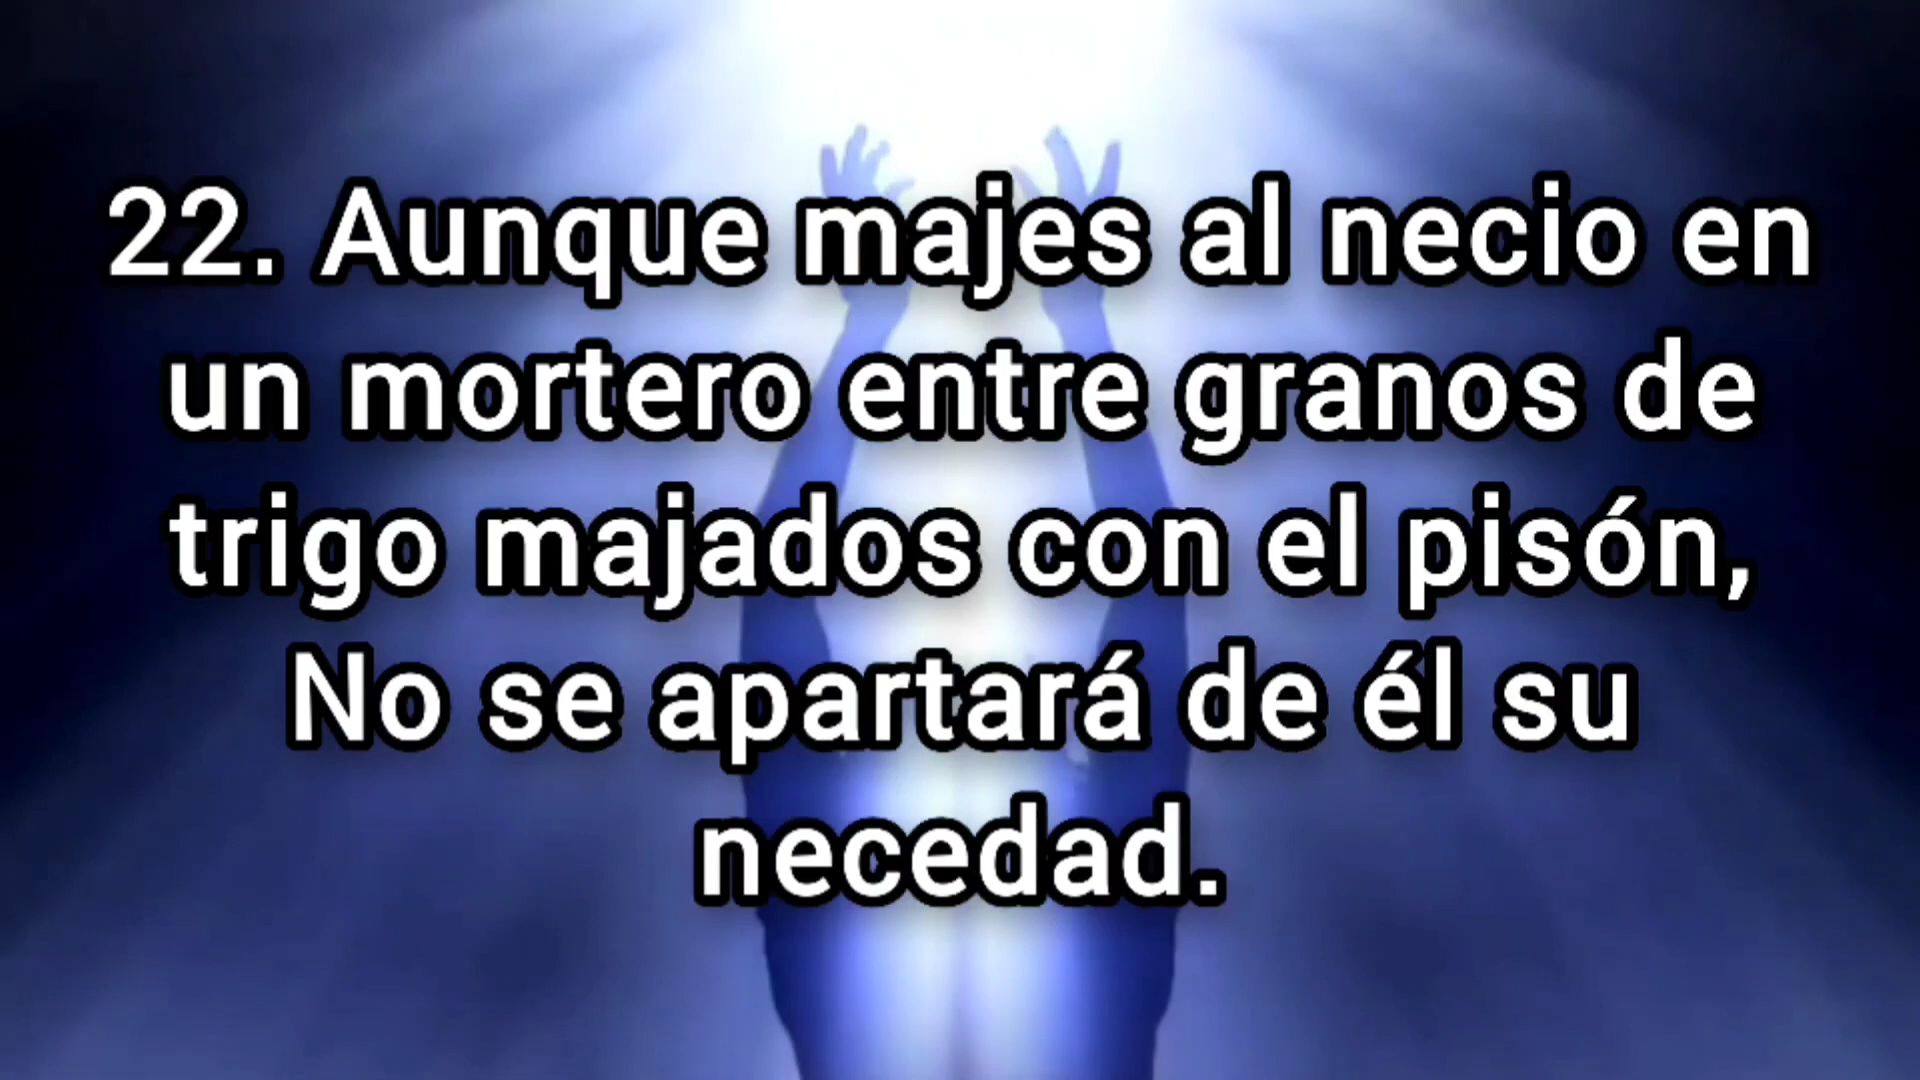 22. Aunque majes al necio en
un mortero entre granos de
trigo majados con el pisón,
No se apartará de él su
necedad.